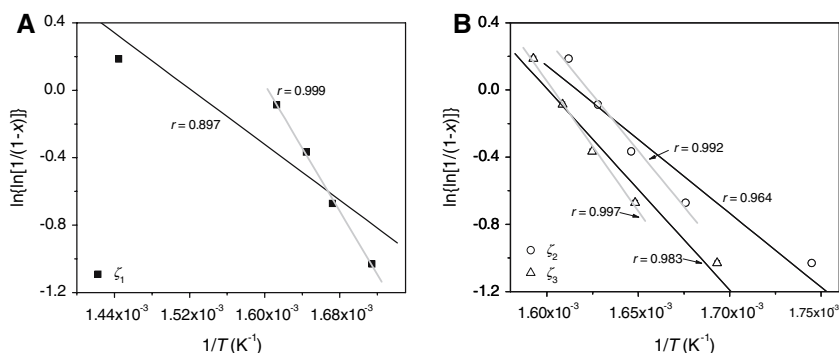 A
ln{ln[1/(1-x)]}
0.4
0.0
-0.4
-0.8
-1.2
r = 0.999
r = 0.897
ζ1
1.44x10⁻³
1.52x10⁻³
1.60x10⁻³
1.68x10⁻³
1/T (K⁻¹)
B
ln{ln[1/(1-x)]}
0.4
0.0
-0.4
-0.8
-1.2
r = 0.992
r = 0.964
r = 0.997
r = 0.983
ζ2
ζ3
1.60x10⁻³
1.65x10⁻³
1.70x10⁻³
1.75x10⁻³
1/T (K⁻¹)